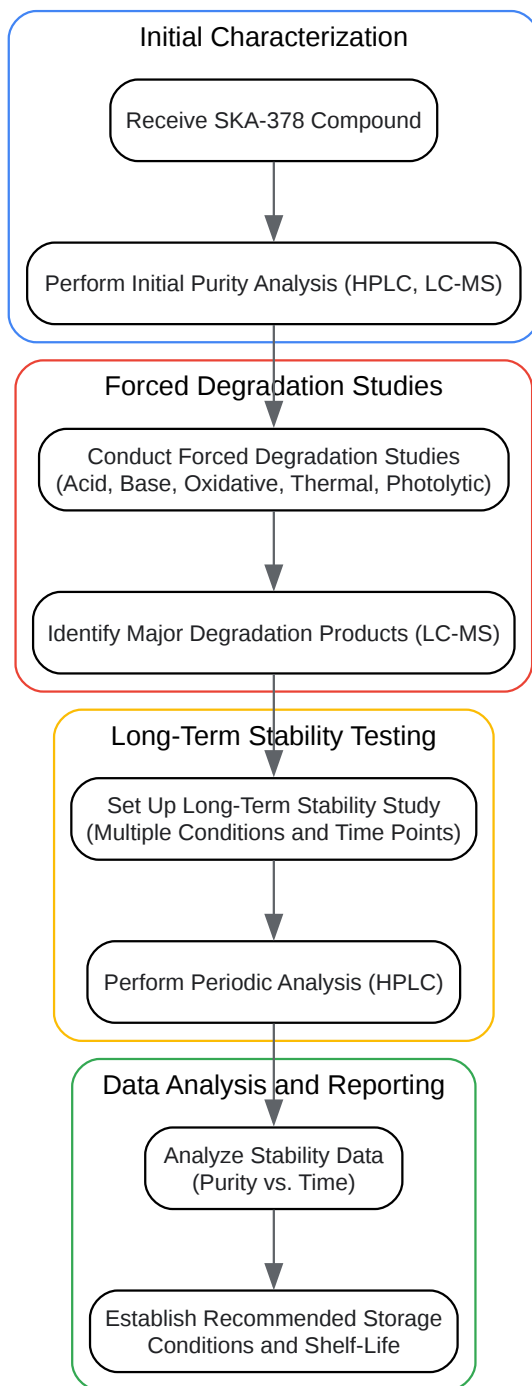 Initial Characterization
Receive SKA-378 Compound
Perform Initial Purity Analysis (HPLC, LC-MS)
Forced Degradation Studies
Conduct Forced Degradation Studies
(Acid, Base, Oxidative, Thermal, Photolytic)
Identify Major Degradation Products (LC-MS)
Long-Term Stability Testing
Set Up Long-Term Stability Study
(Multiple Conditions and Time Points)
Perform Periodic Analysis (HPLC)
Data Analysis and Reporting
Analyze Stability Data
(Purity vs. Time)
Establish Recommended Storage
Conditions and Shelf-Life